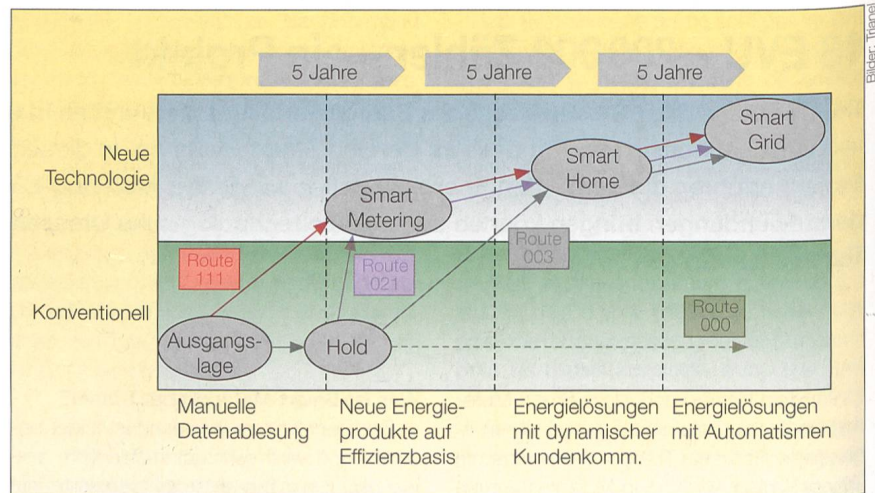 Bilder: Trianel
5 Jahre
5 Jahre
5 Jahre
Neue
Technologie
Smart
Metering
Smart
Home
Smart
Grid
Konventionell
Route
111
Route
021
Route
003
Route
000
Ausgangs-
lage
Hold
Manuelle
Datenablesung
Neue Energie-
produkte auf
Effizienzbasis
Energielösungen
mit dynamischer
Kundenkomm.
Energielösungen
mit Automatismen